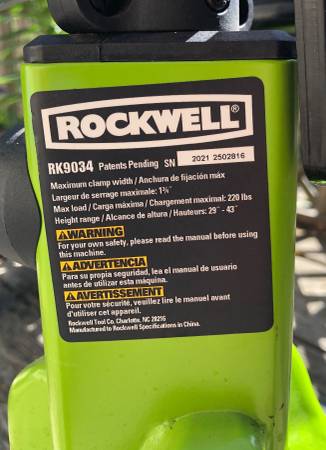 ROCKWELL®
RK9034 Patents Pending SN 2021 2502816
Maximum clamp width / Anchura de fijación máx
Largeur de serrage maximale: 1¾"
Max load / Carga máxima / Chargement maximal: 220 lbs
Height range / Alcance de altura / Hauteurs: 29" - 43"
WARNING
For your own safety, please read the manual before using
this machine.
ADVERTENCIA
Para su propia seguridad, lea el manual de usuario
antes de utilizar esta máquina.
AVERTISSEMENT
Pour votre sécurité, veuillez lire le manuel avant
d'utiliser cet appareil.
Rockwell Tool Co. Charlotte, NC 28216
Manufactured to Rockwell Specifications in China.